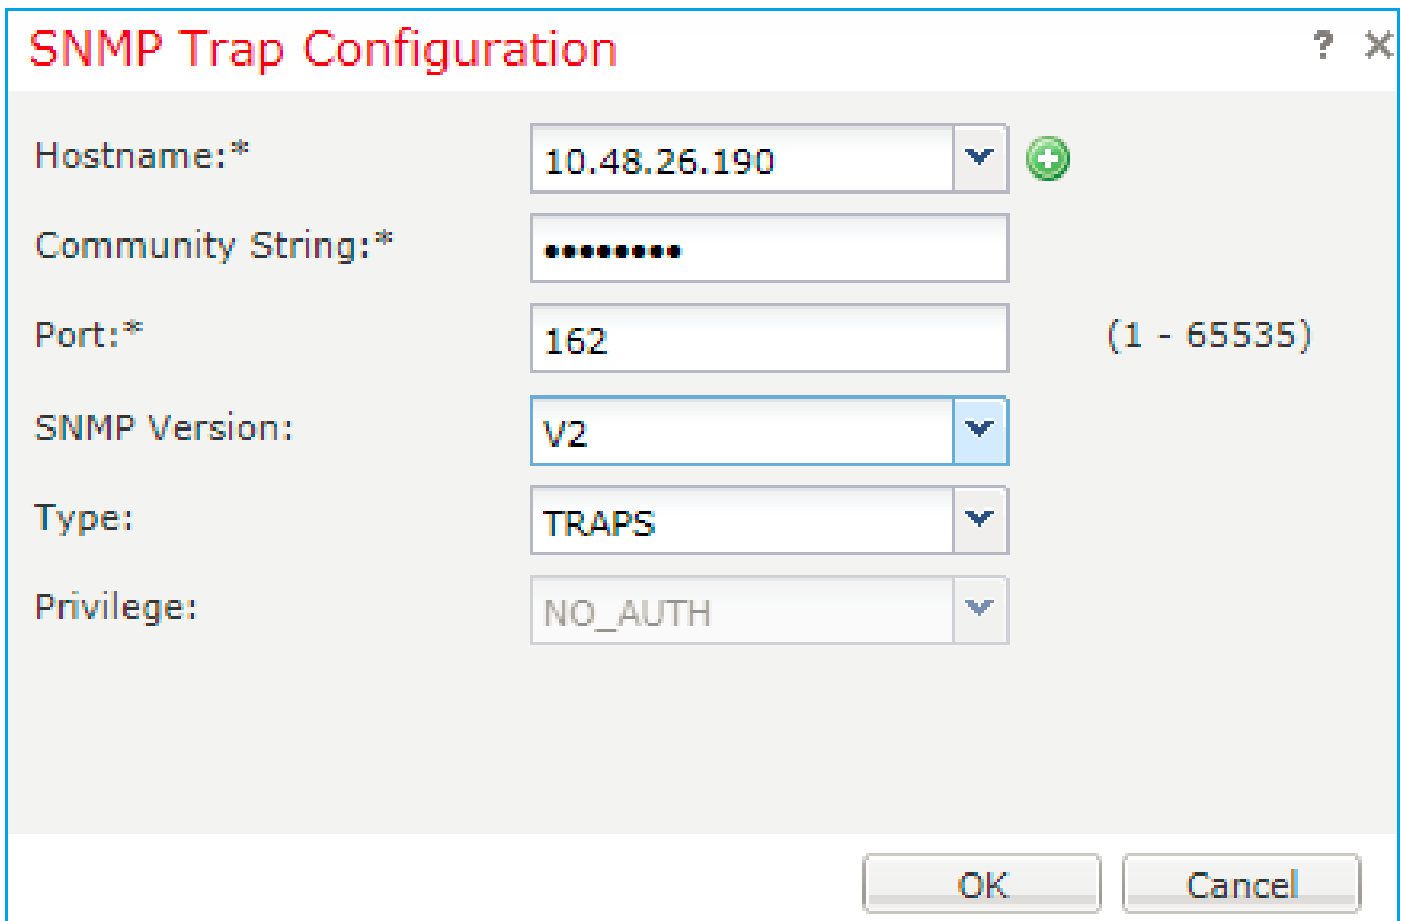 SNMP Trap Configuration ? ×
Hostname:* 10.48.26.190
Community String:* ••••••••
Port:* 162 (1 - 65535)
SNMP Version: V2
Type: TRAPS
Privilege: NO_AUTH
OK Cancel